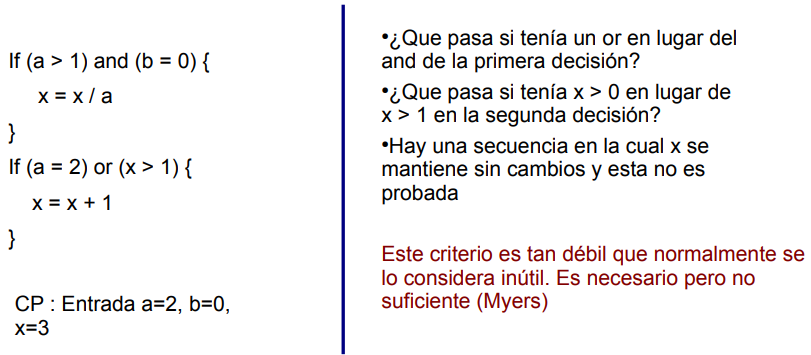 If (a > 1) and (b = 0) {
x = x / a
}
If (a = 2) or (x > 1) {
x = x + 1
}
CP : Entrada a=2, b=0,
x=3
•¿Que pasa si tenía un or en lugar del
and de la primera decisión?
•¿Que pasa si tenía x > 0 en lugar de
x > 1 en la segunda decisión?
•Hay una secuencia en la cual x se
mantiene sin cambios y esta no es
probada
Este criterio es tan débil que normalmente se
lo considera inútil. Es necesario pero no
suficiente (Myers)